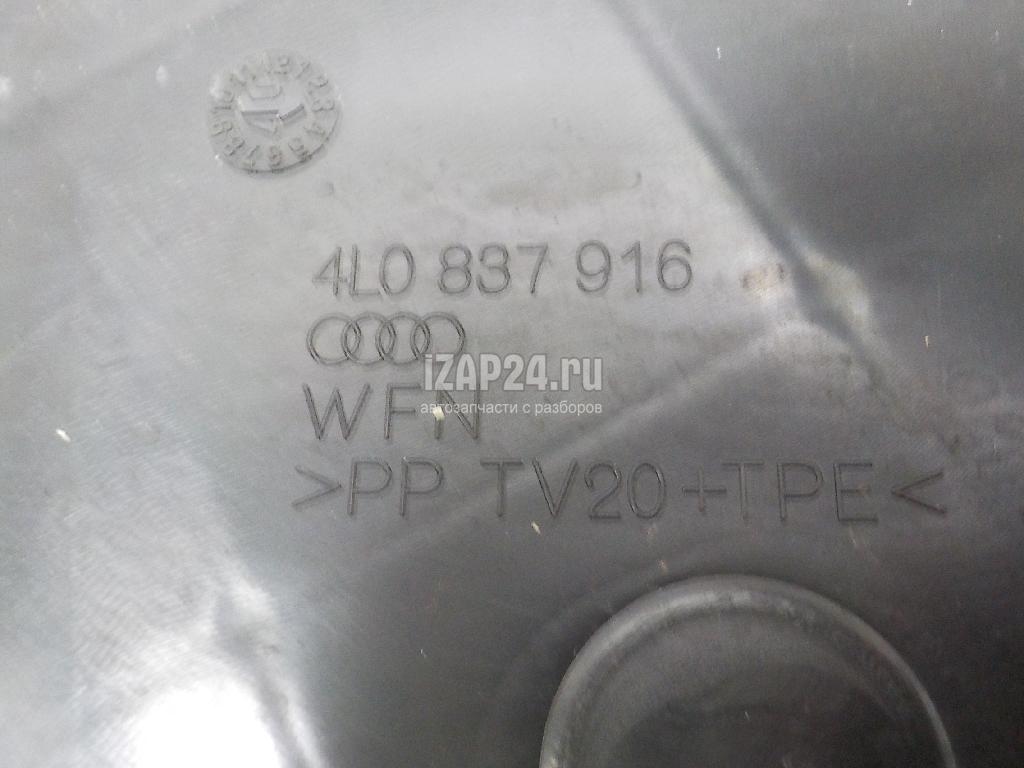 4L0 837 916
iZAP24.ru
автозапчасти с разборов
WFN
>PP TV20+TPE<